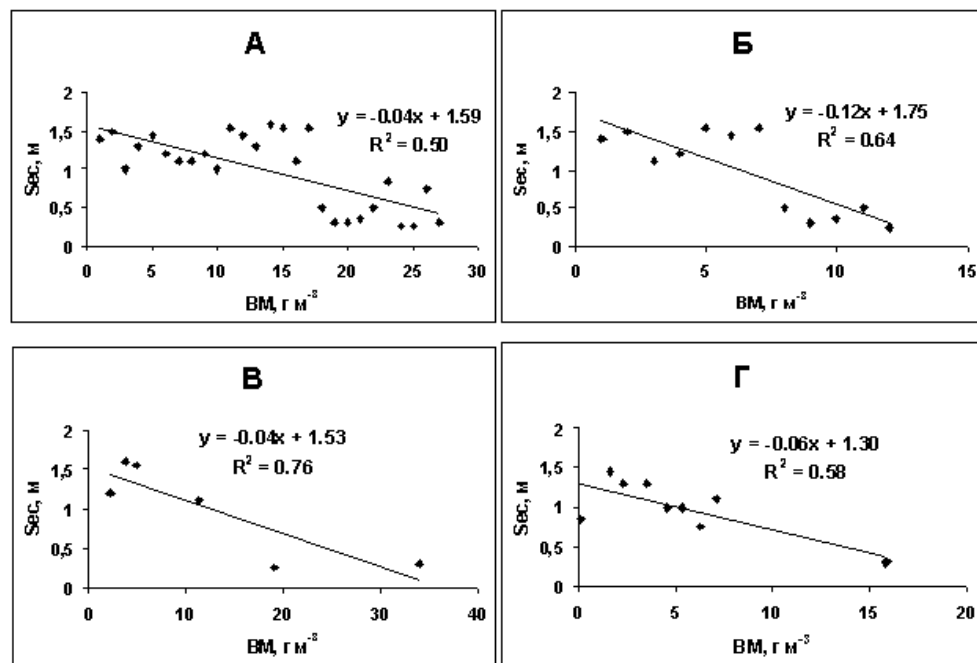 А
y = -0.04x + 1.59
R² = 0.50
Sec, м
2
1,5
1
0,5
0
0 5 10 15 20 25 30
ВМ, г м⁻³
Б
y = -0.12x + 1.75
R² = 0.64
Sec, м
2
1,5
1
0,5
0
0 5 10 15
ВМ, г м⁻³
В
y = -0.04x + 1.53
R² = 0.76
Sec, м
2
1,5
1
0,5
0
0 10 20 30 40
ВМ, г м⁻³
Г
y = -0.06x + 1.30
R² = 0.58
Sec, м
2
1,5
1
0,5
0
0 5 10 15 20
ВМ, г м⁻³